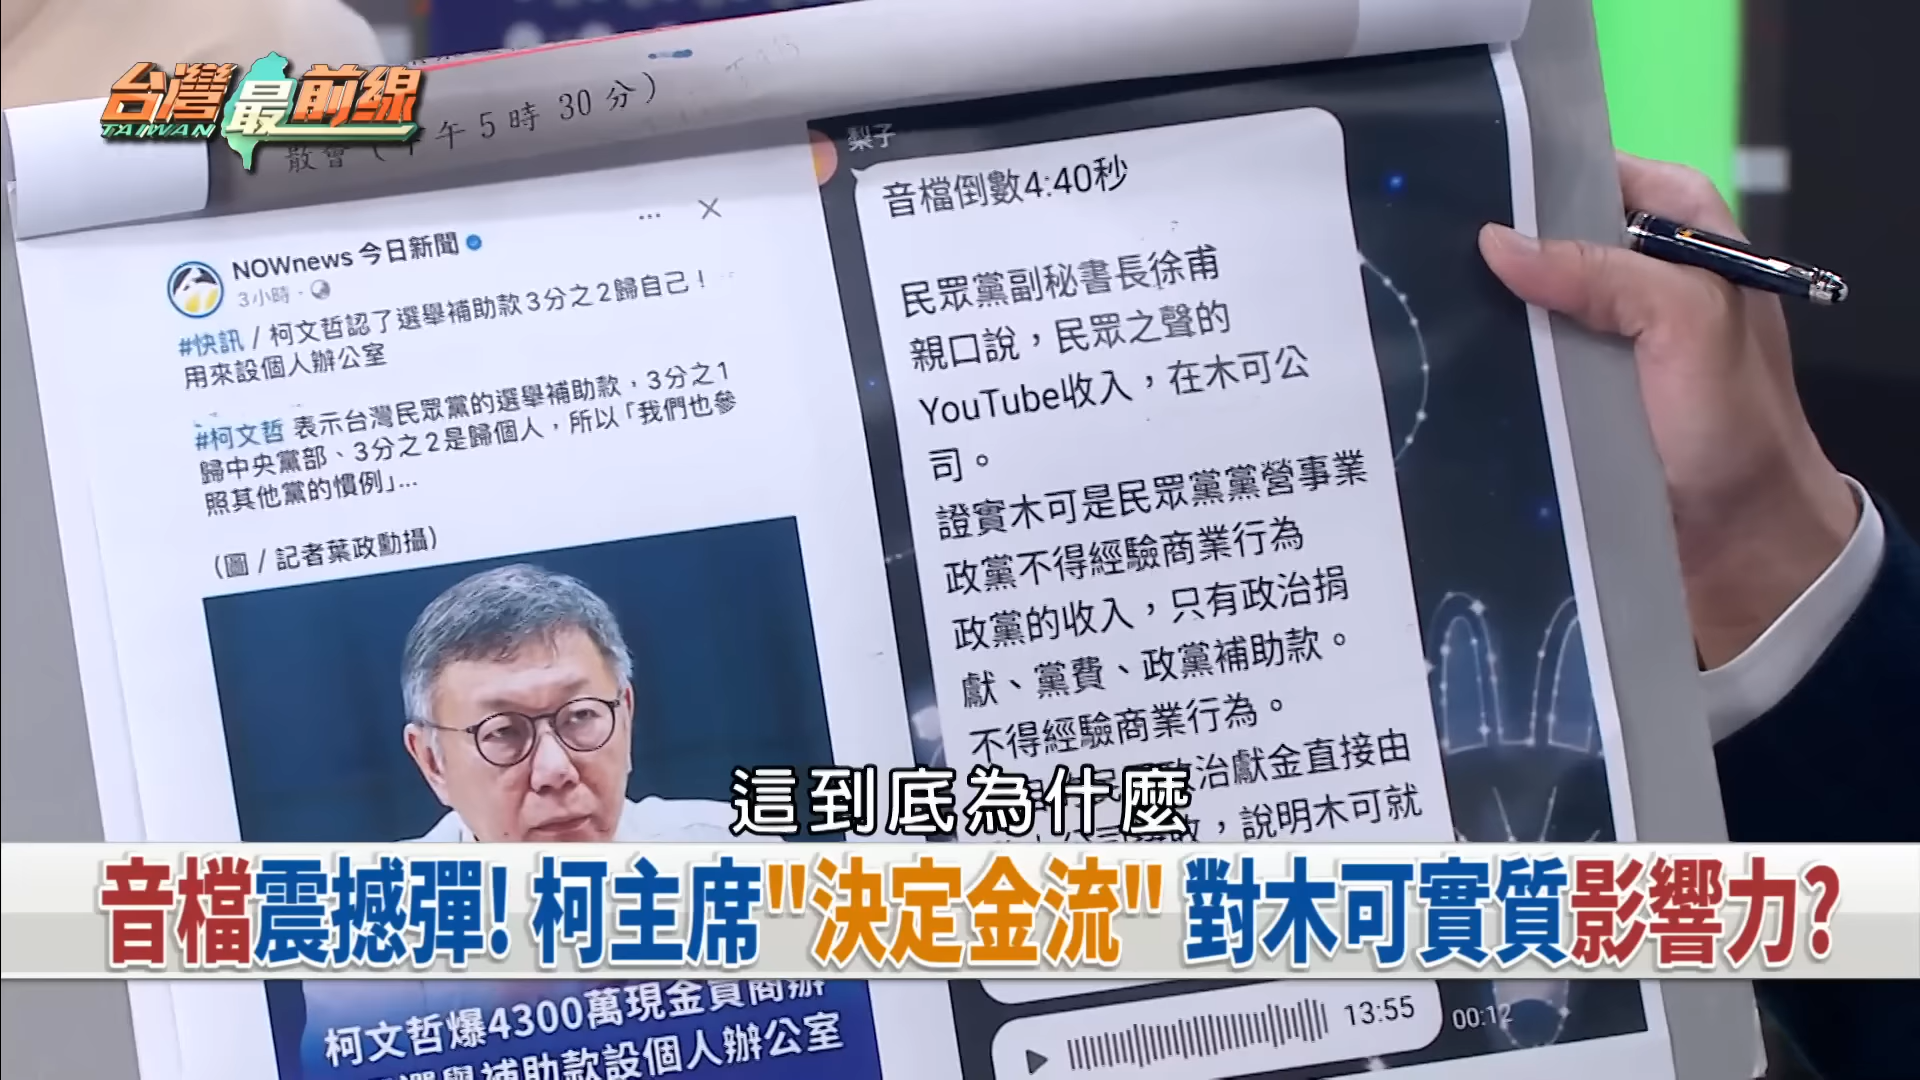 台灣最前線
TAIWAN
散會（下午5時30分）
NOWnews 今日新聞
3小時
#快訊 / 柯文哲認了選舉補助款3分之2歸自己！
用來設個人辦公室
#柯文哲 表示台灣民眾黨的選舉補助款，3分之1
歸中央黨部、3分之2是歸個人，所以「我們也參
照其他黨的慣例」...
（圖 / 記者葉政勳攝）
梨子
音檔倒數4:40秒
民眾黨副秘書長徐甫
親口說，民眾之聲的
YouTube收入，在木可公
司。
證實木可是民眾黨黨營事業
政黨不得經驗商業行為
政黨的收入，只有政治捐
獻、黨費、政黨補助款。
不得經驗商業行為。
政治獻金直接由
，說明木可就
這到底為什麼
音檔震撼彈! 柯主席"決定金流" 對木可實質影響力?
柯文哲爆4300萬現金買商辦
選舉補助款設個人辦公室
13:55
00:12